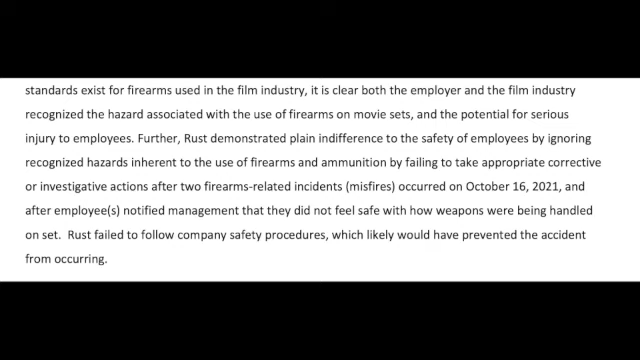 standards exist for firearms used in the film industry, it is clear both the employer and the film industry
recognized the hazard associated with the use of firearms on movie sets, and the potential for serious
injury to employees. Further, Rust demonstrated plain indifference to the safety of employees by ignoring
recognized hazards inherent to the use of firearms and ammunition by failing to take appropriate corrective
or investigative actions after two firearms-related incidents (misfires) occurred on October 16, 2021, and
after employee(s) notified management that they did not feel safe with how weapons were being handled
on set.  Rust failed to follow company safety procedures, which likely would have prevented the accident
from occurring.